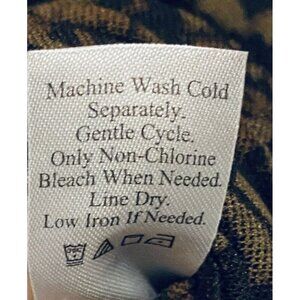 Machine Wash Cold
Separately.
Gentle Cycle.
Only Non-Chlorine
Bleach When Needed.
Line Dry.
Low Iron If Needed.